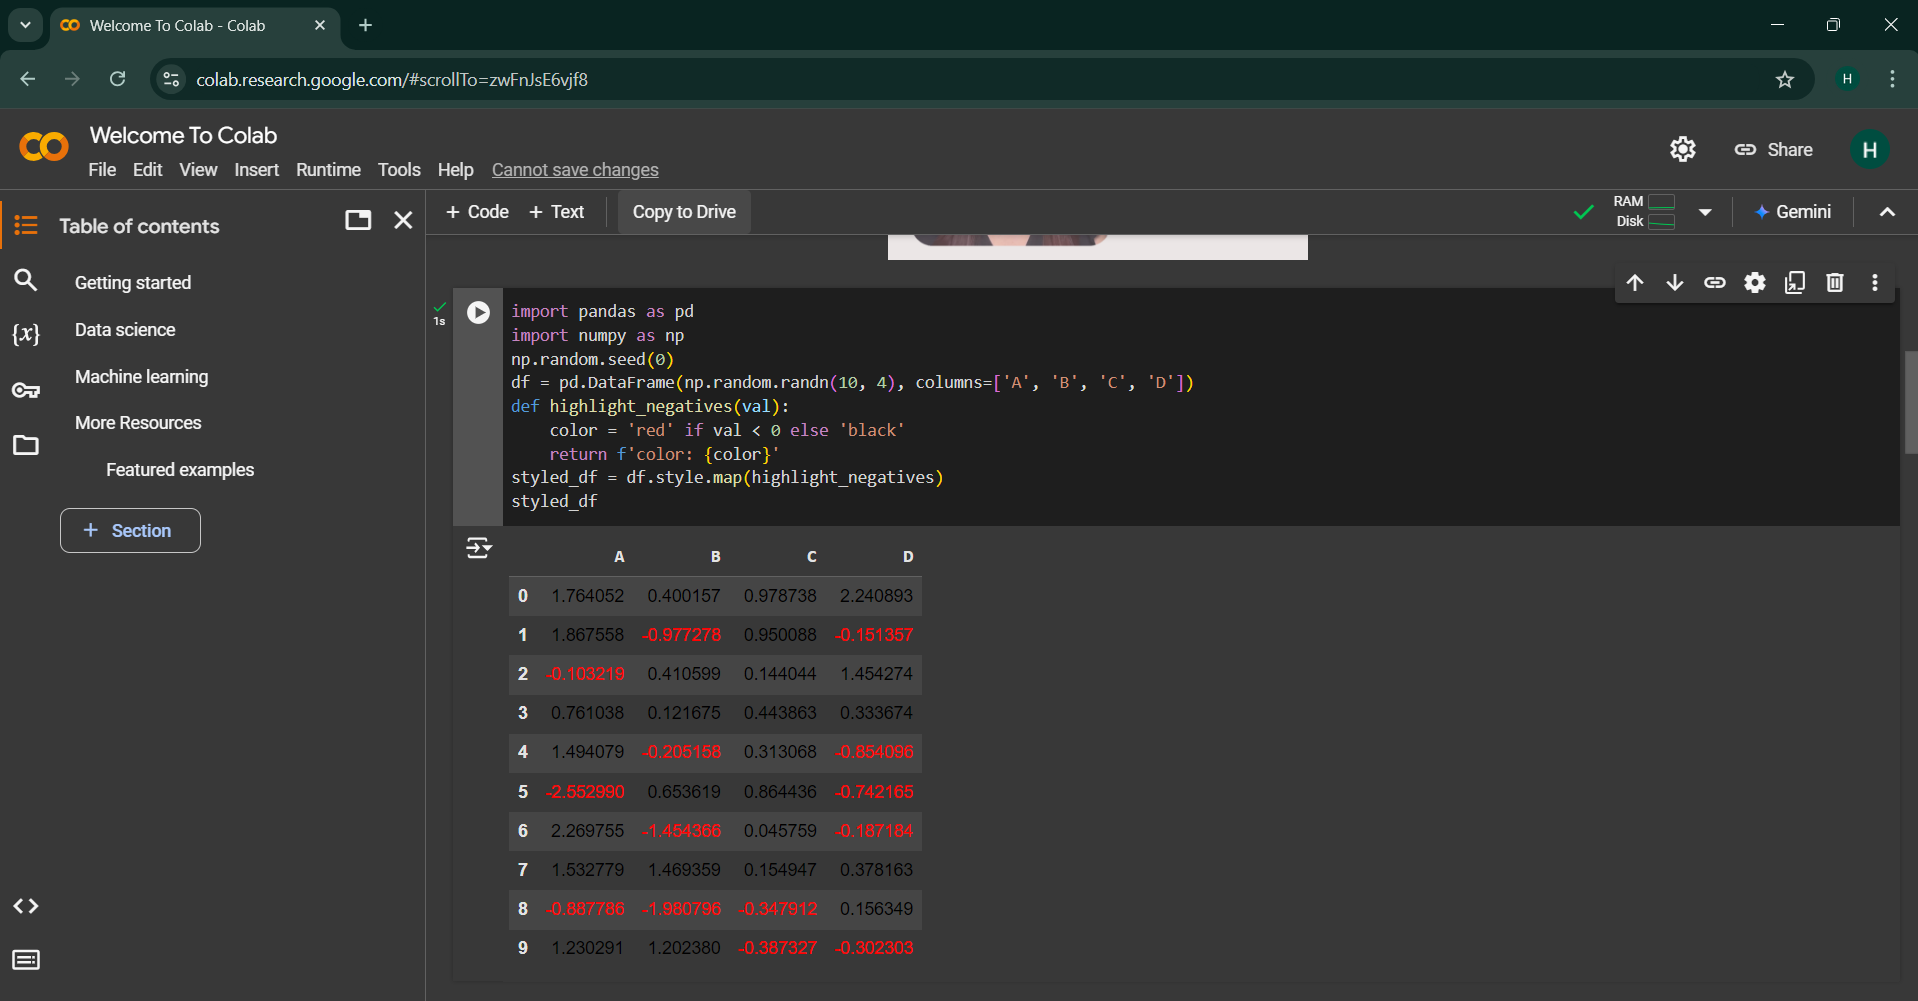 Welcome To Colab - Colab
colab.research.google.com/#scrollTo=zwFnJsE6vjf8
H
Welcome To Colab
File Edit View Insert Runtime Tools Help Cannot save changes
Share
H
Table of contents
+ Code + Text Copy to Drive
RAM
Disk
Gemini
Getting started
Data science
Machine learning
More Resources
Featured examples
+ Section
{x}
1s
import pandas as pd
import numpy as np
np.random.seed(0)
df = pd.DataFrame(np.random.randn(10, 4), columns=['A', 'B', 'C', 'D'])
def highlight_negatives(val):
    color = 'red' if val < 0 else 'black'
    return f'color: {color}'
styled_df = df.style.map(highlight_negatives)
styled_df
A B C D
0 1.764052 0.400157 0.978738 2.240893
1 1.867558 -0.977278 0.950088 -0.151357
2 -0.103219 0.410599 0.144044 1.454274
3 0.761038 0.121675 0.443863 0.333674
4 1.494079 -0.205158 0.313068 -0.854096
5 -2.552990 0.653619 0.864436 -0.742165
6 2.269755 -1.454366 0.045759 -0.187184
7 1.532779 1.469359 0.154947 0.378163
8 -0.887786 -1.980796 -0.347912 0.156349
9 1.230291 1.202380 -0.387327 -0.302303